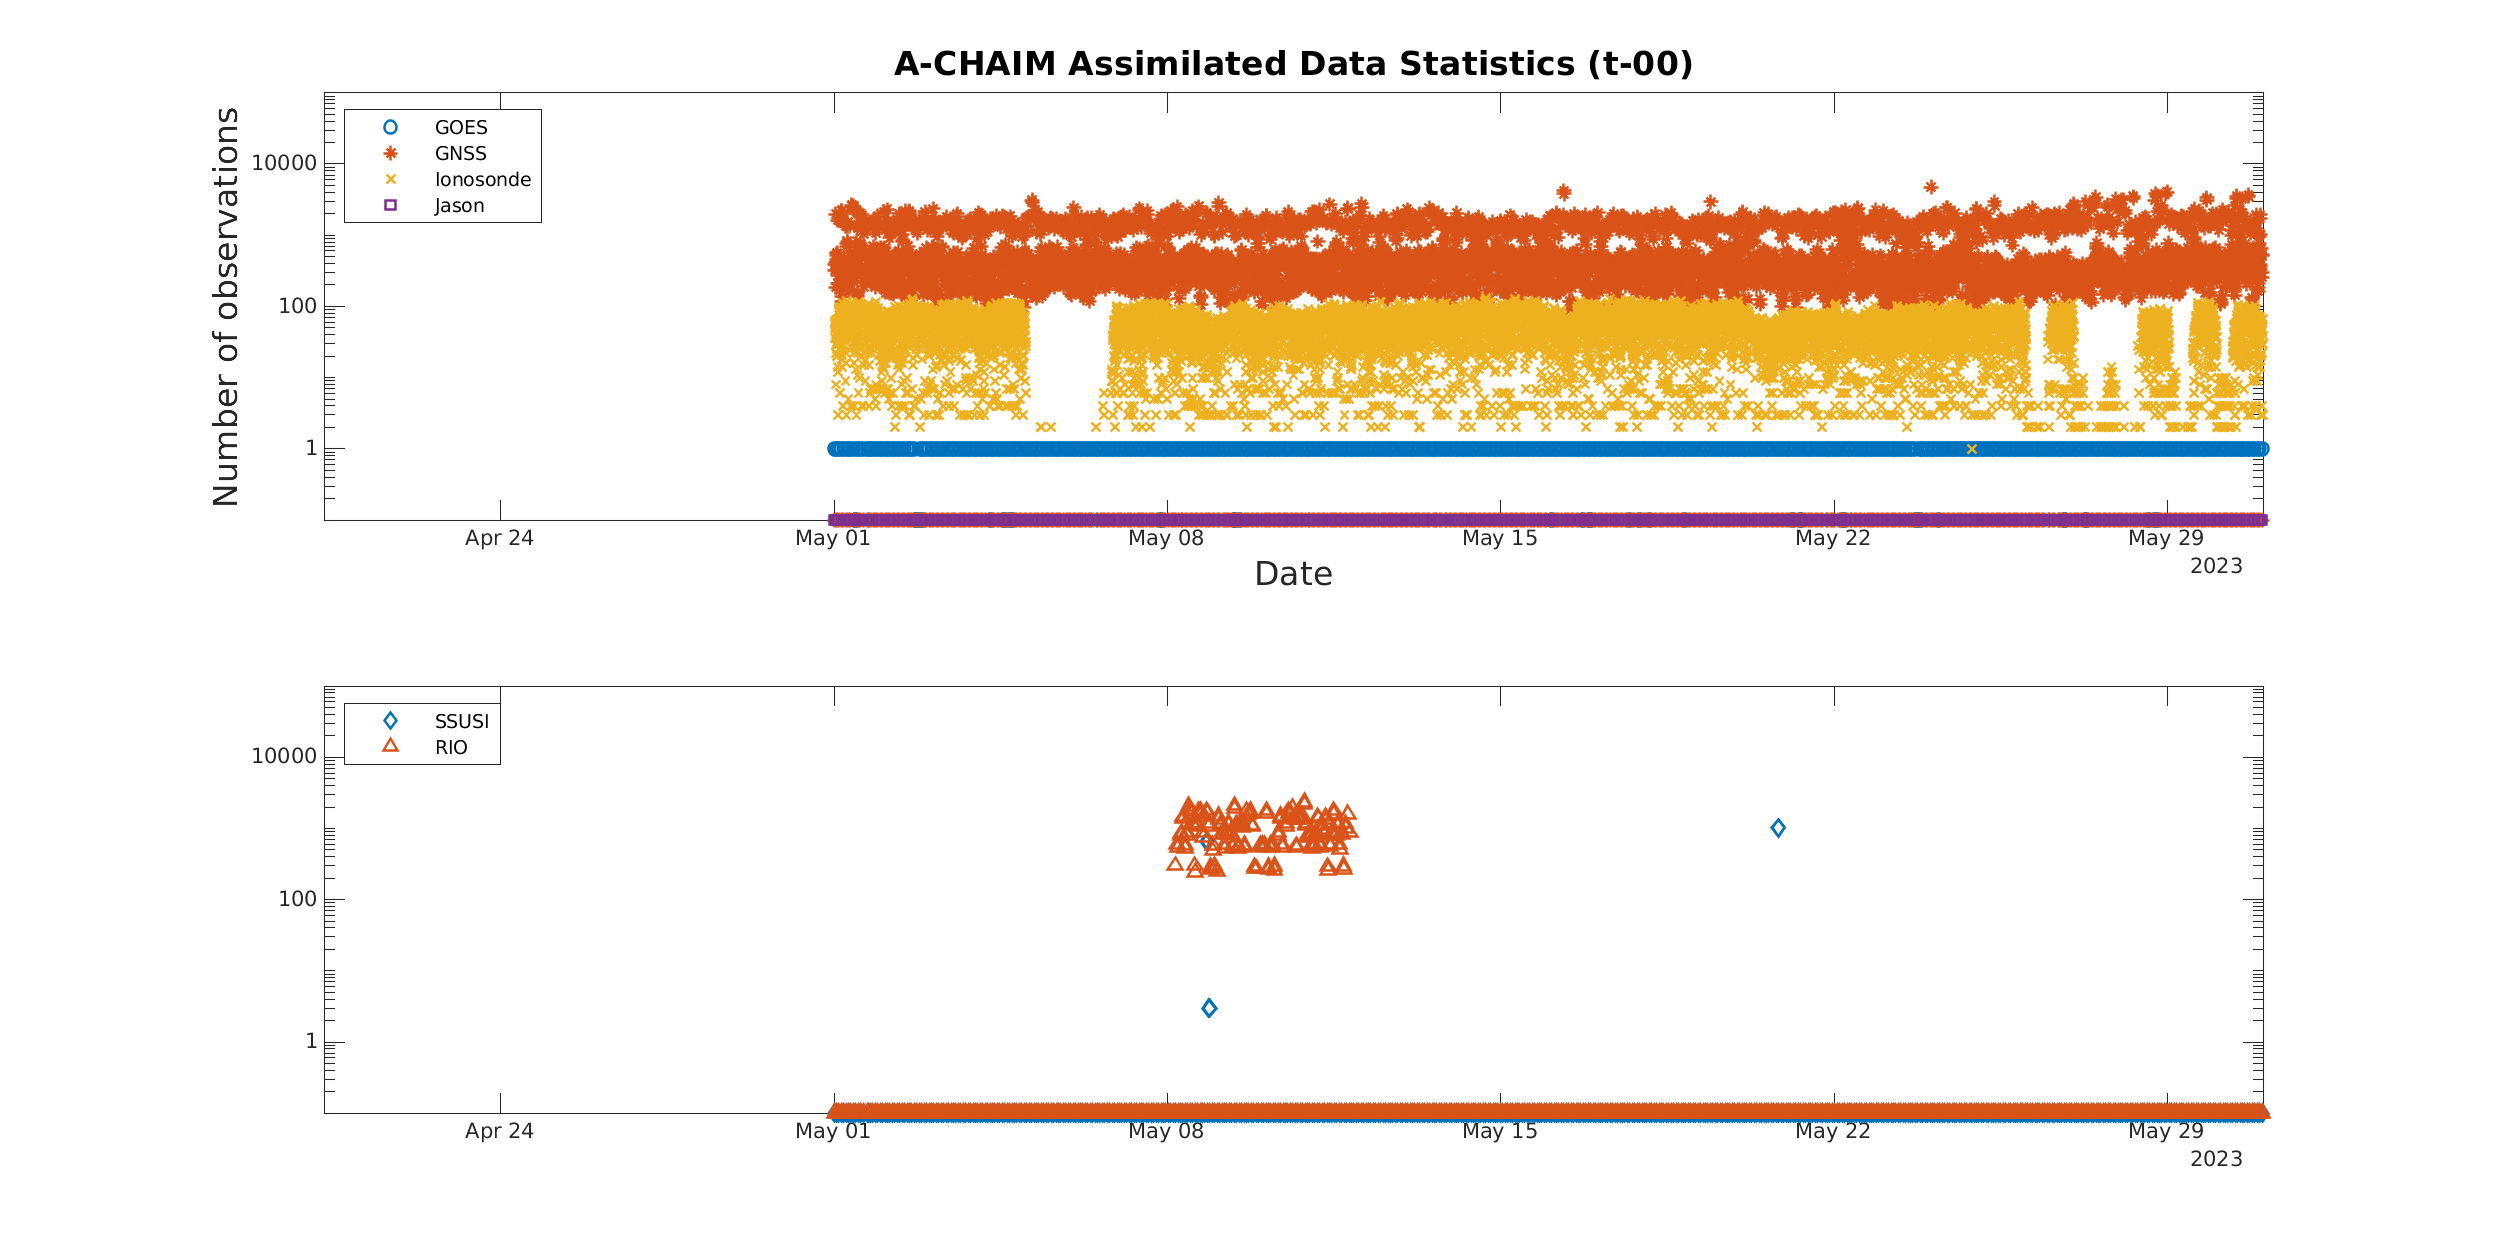 A-CHAIM Assimilated Data Statistics (t-00)
Number of observations
10000
100
1
GOES
GNSS
Ionosonde
Jason
Apr 24 May 01 May 08 May 15 May 22 May 29
2023
Date
10000
100
1
SSUSI
RIO
Apr 24 May 01 May 08 May 15 May 22 May 29
2023